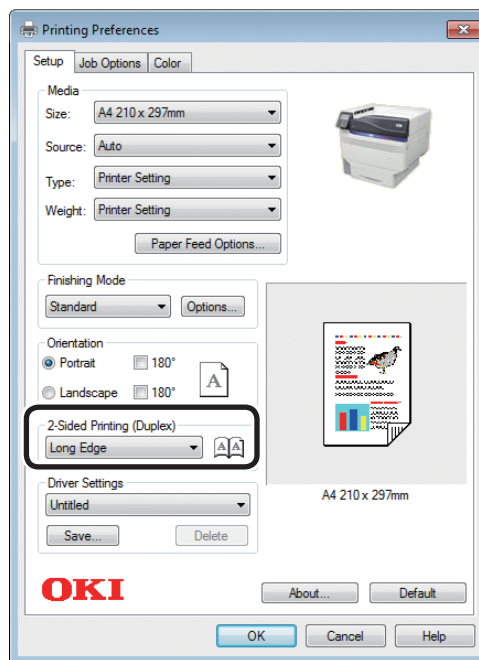 Printing Preferences
Setup Job Options Color
Media
Size: A4 210 x 297mm
Source: Auto
Type: Printer Setting
Weight: Printer Setting
Paper Feed Options...
Finishing Mode
Standard Options...
Orientation
Portrait 180°
Landscape 180°
A
2-Sided Printing (Duplex)
Long Edge A A
Driver Settings
Untitled
A4 210 x 297mm
Save... Delete
OKI
About... Default
OK Cancel Help